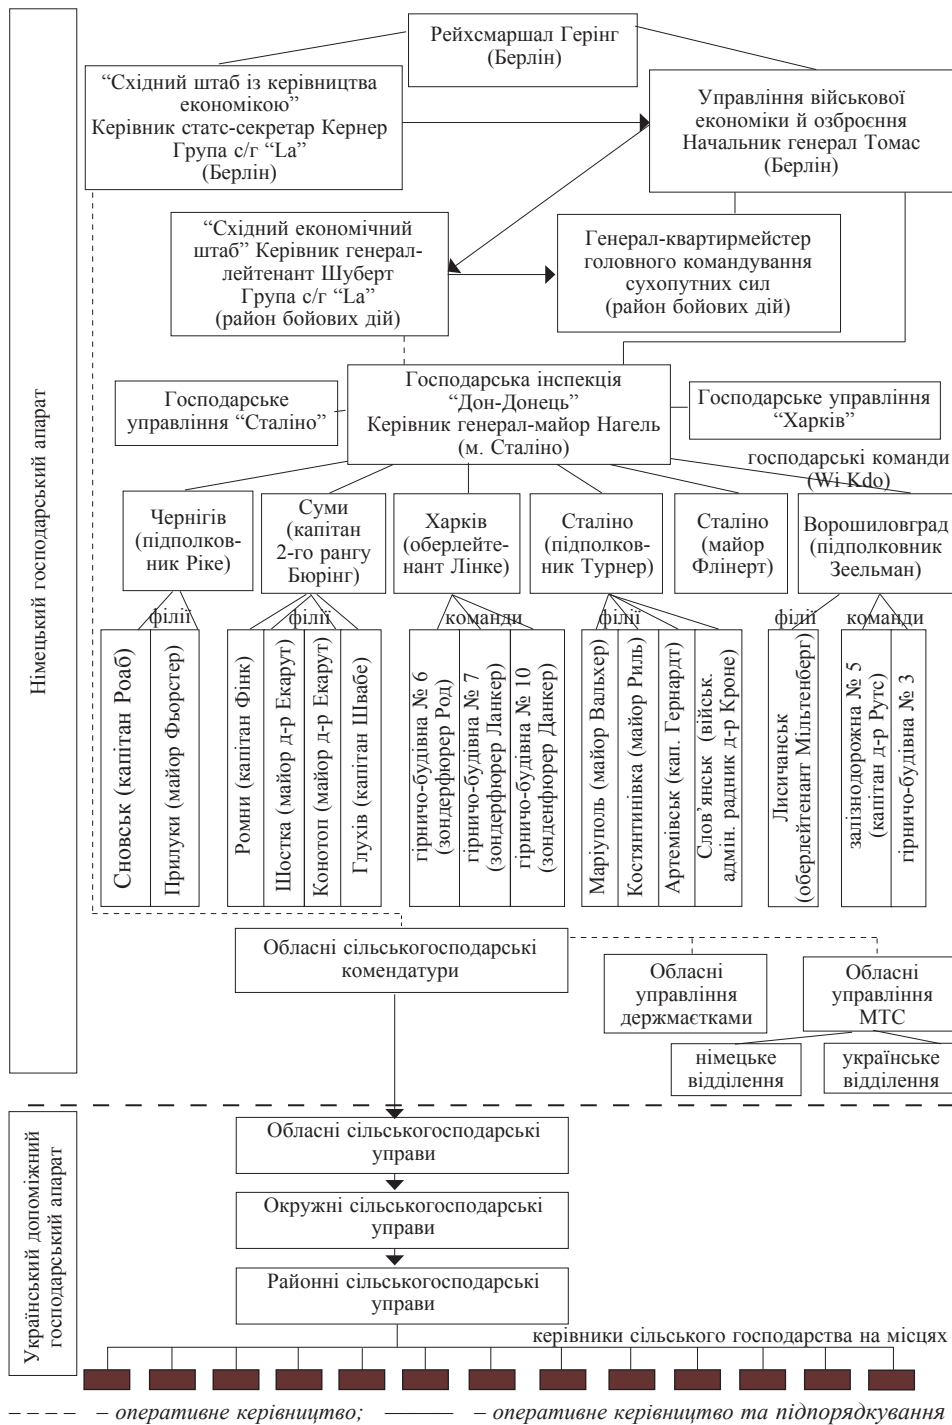 Німецький господарський апарат
Рейхсмаршал Герінг
(Берлін)
“Східний штаб із керівництва
економікою”
Керівник статс-секретар Кернер
Група с/г “La”
(Берлін)
Управління військової
економіки й озброєння
Начальник генерал Томас
(Берлін)
“Східний економічний
штаб” Керівник генерал-
лейтенант Шуберт
Група с/г “La”
(район бойових дій)
Генерал-квартирмейстер
головного командування
сухопутних сил
(район бойових дій)
Господарське
управління “Сталіно”
Господарська інспекція
“Дон-Донець”
Керівник генерал-майор Нагель
(м. Сталіно)
Господарське управління
“Харків”
господарські команди
(Wi Kdo)
Чернігів
(підполков-
ник Ріке)
Суми
(капітан
2-го рангу
Бюрінг)
Харків
(оберлейте-
нант Лінке)
Сталіно
(підполков-
ник Турнер)
Сталіно
(майор
Флінерт)
Ворошиловград
(підполковник
Зеельман)
філії
філії
команди
філії
філії
команди
Сновськ (капітан Роаб)
Прилуки (майор Фьорстер)
Ромни (капітан Фінк)
Шостка (майор д-р Екарут)
Конотоп (майор д-р Екарут)
Глухів (капітан Швабе)
гірничо-будівна № 6
(зондерфюрер Род)
гірничо-будівна № 7
(зондерфюрер Ланкер)
гірничо-будівна № 10
(зонденфюрер Данкер)
Маріуполь (майор Вальхер)
Костянтинівка (майор Риль)
Артемівськ (кап. Гернардт)
Слов’янськ (військ.
адмін. радник д-р Кроне)
Лисичанськ
(оберлейтенант Мільтенберг)
залізнодорожна № 5
(капітан д-р Рутс)
гірничо-будівна № 3
Обласні сільськогосподарські
комендатури
Обласні
управління
держмаєтками
Обласні
управління
МТС
німецьке
відділення
українське
відділення
Український допоміжний
господарський апарат
Обласні сільськогосподарські
управи
Окружні сільськогосподарські
управи
Районні сільськогосподарські
управи
керівники сільського господарства на місцях
– оперативне керівництво; – оперативне керівництво та підпорядкування